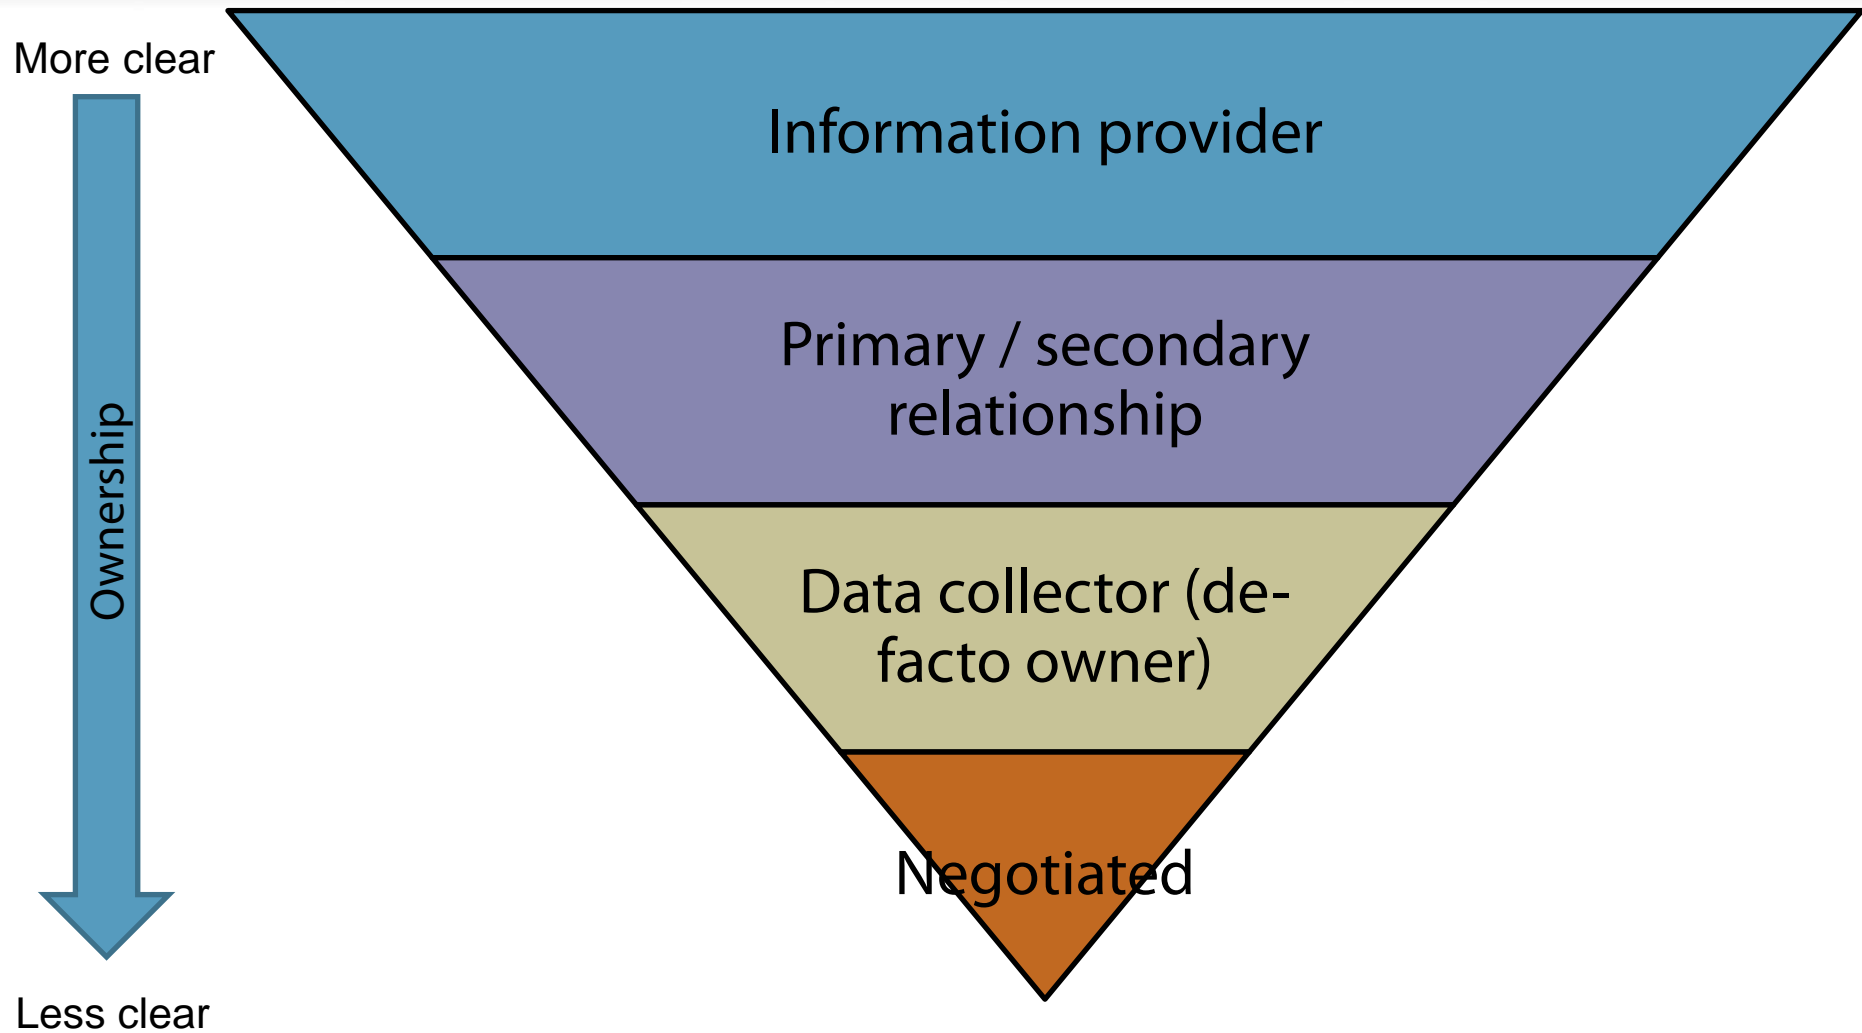 More clear
Information provider
Primary / secondary
relationship
Ownership
Data collector (de-
facto owner)
Negotiated
Less clear